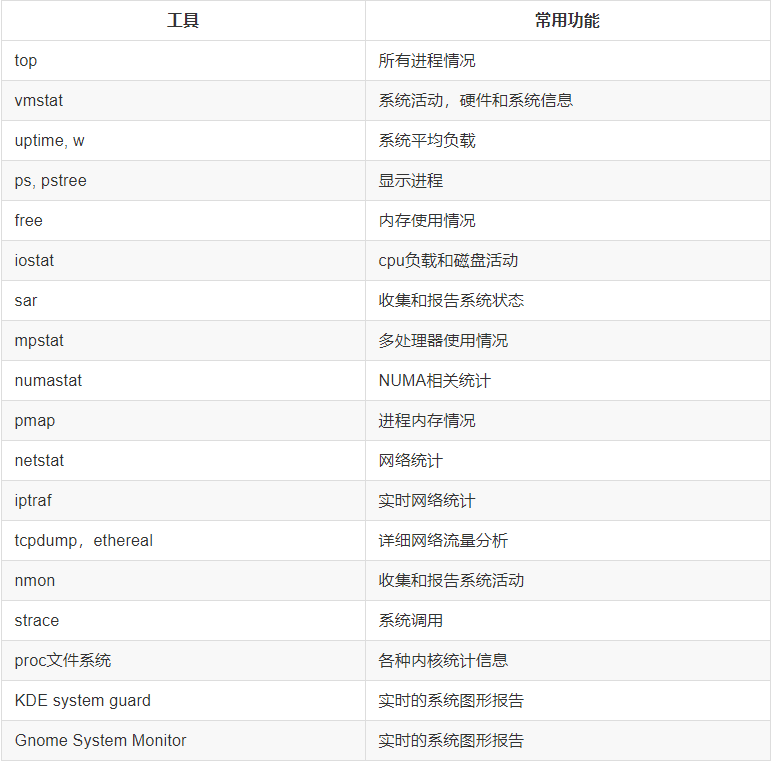 工具 常用功能
top 所有进程情况
vmstat 系统活动，硬件和系统信息
uptime, w 系统平均负载
ps, pstree 显示进程
free 内存使用情况
iostat cpu负载和磁盘活动
sar 收集和报告系统状态
mpstat 多处理器使用情况
numastat NUMA相关统计
pmap 进程内存情况
netstat 网络统计
iptraf 实时网络统计
tcpdump，ethereal 详细网络流量分析
nmon 收集和报告系统活动
strace 系统调用
proc文件系统 各种内核统计信息
KDE system guard 实时的系统图形报告
Gnome System Monitor 实时的系统图形报告